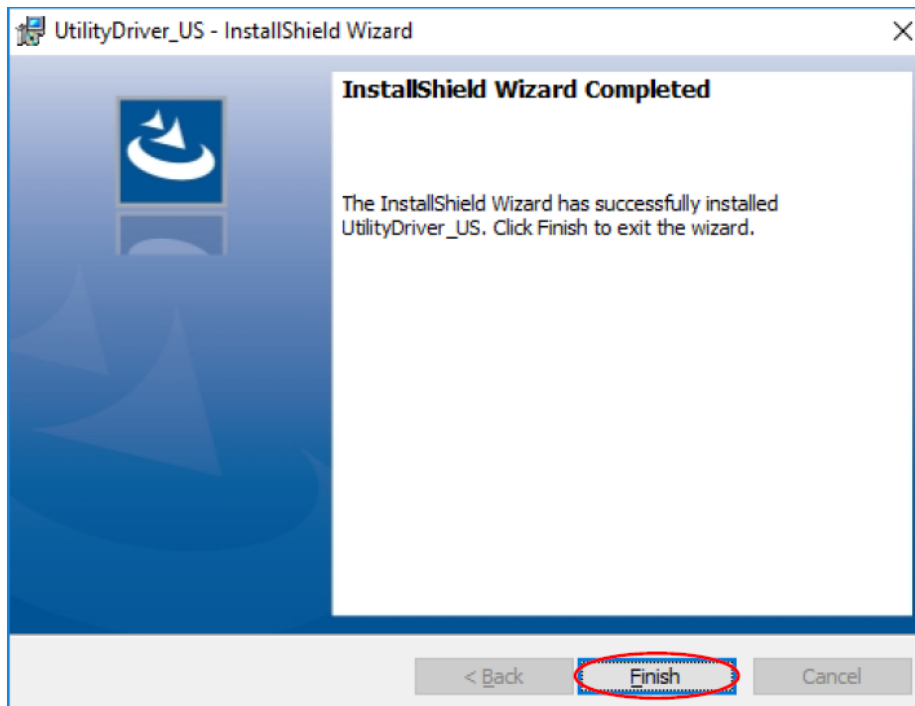 UtilityDriver_US - InstallShield Wizard
InstallShield Wizard Completed
The InstallShield Wizard has successfully installed
UtilityDriver_US. Click Finish to exit the wizard.
< Back
Finish
Cancel